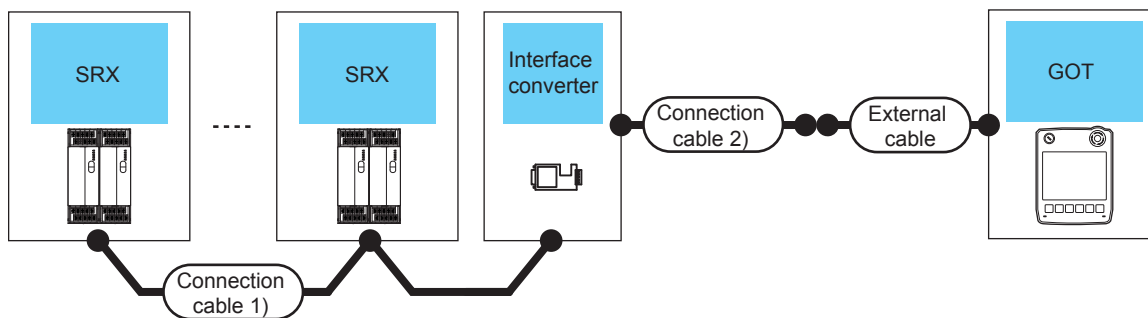 SRX
SRX
Interface
converter
GOT
Connection
cable 2)
External
cable
Connection
cable 1)